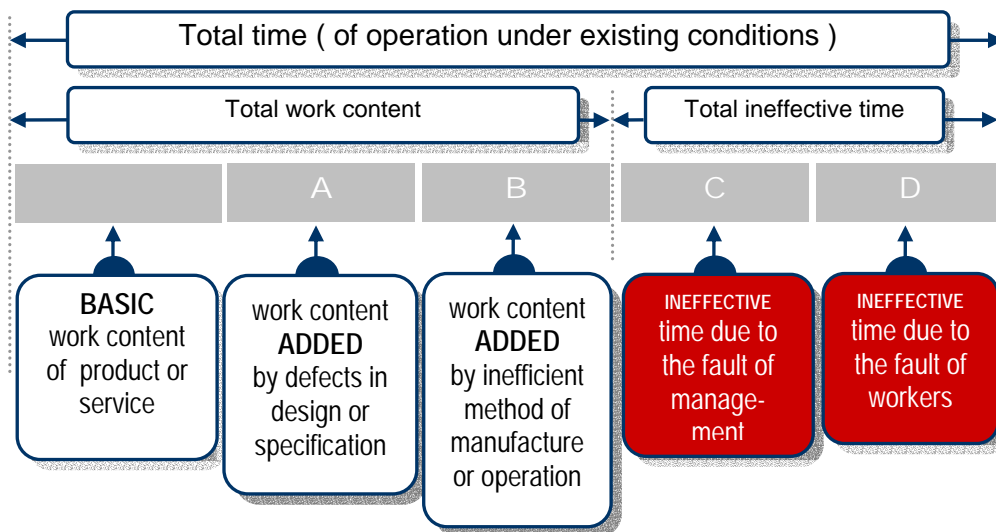 Total time ( of operation under existing conditions )
Total work content
Total ineffective time
A
B
C
D
BASIC
work content
of product or
service
work content
ADDED
by defects in
design or
specification
work content
ADDED
by inefficient
method of
manufacture
or operation
INEFFECTIVE
time due to
the fault of
manage-
ment
INEFFECTIVE
time due to
the fault of
workers